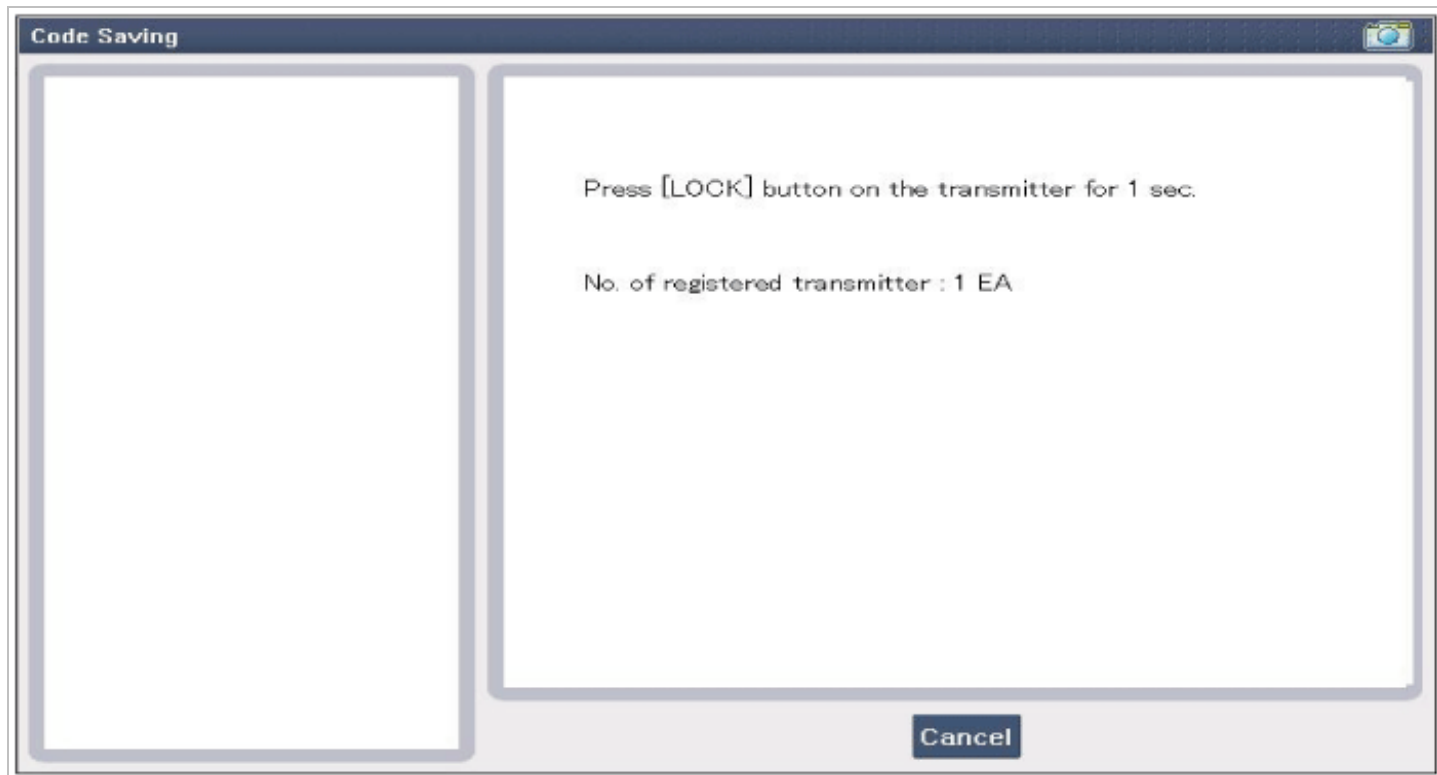 Code Saving
Press [LOCK] button on the transmitter for 1 sec.
No. of registered transmitter : 1 EA
Cancel